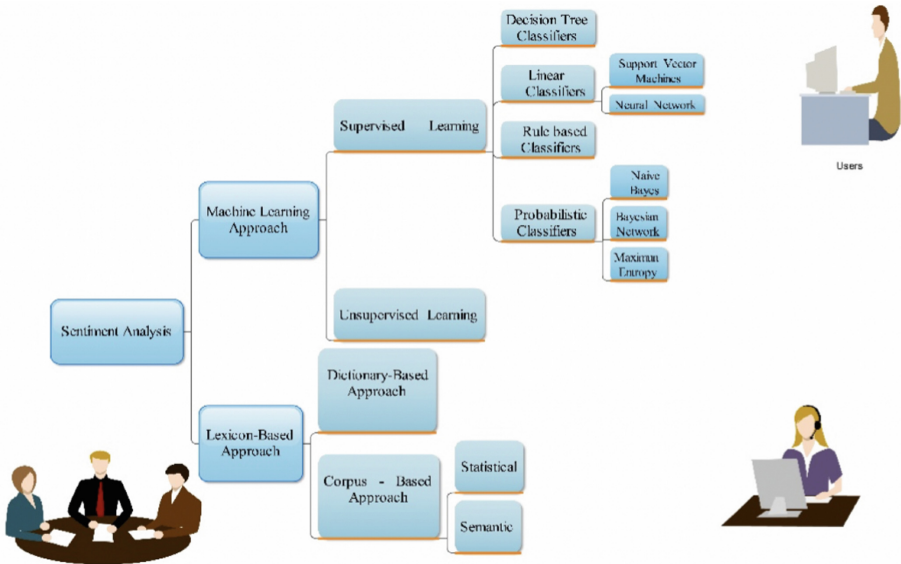 Decision Tree
Classifiers
Linear
Classifiers
Support Vector
Machines
Neural Network
Supervised Learning
Rule based
Classifiers
Users
Naive
Bayes
Machine Learning
Approach
Probabilistic
Classifiers
Bayesian
Network
Maximun
Entropy
Sentiment Analysis
Unsupervised Learning
Dictionary-Based
Approach
Lexicon-Based
Approach
Corpus - Based
Approach
Statistical
Semantic